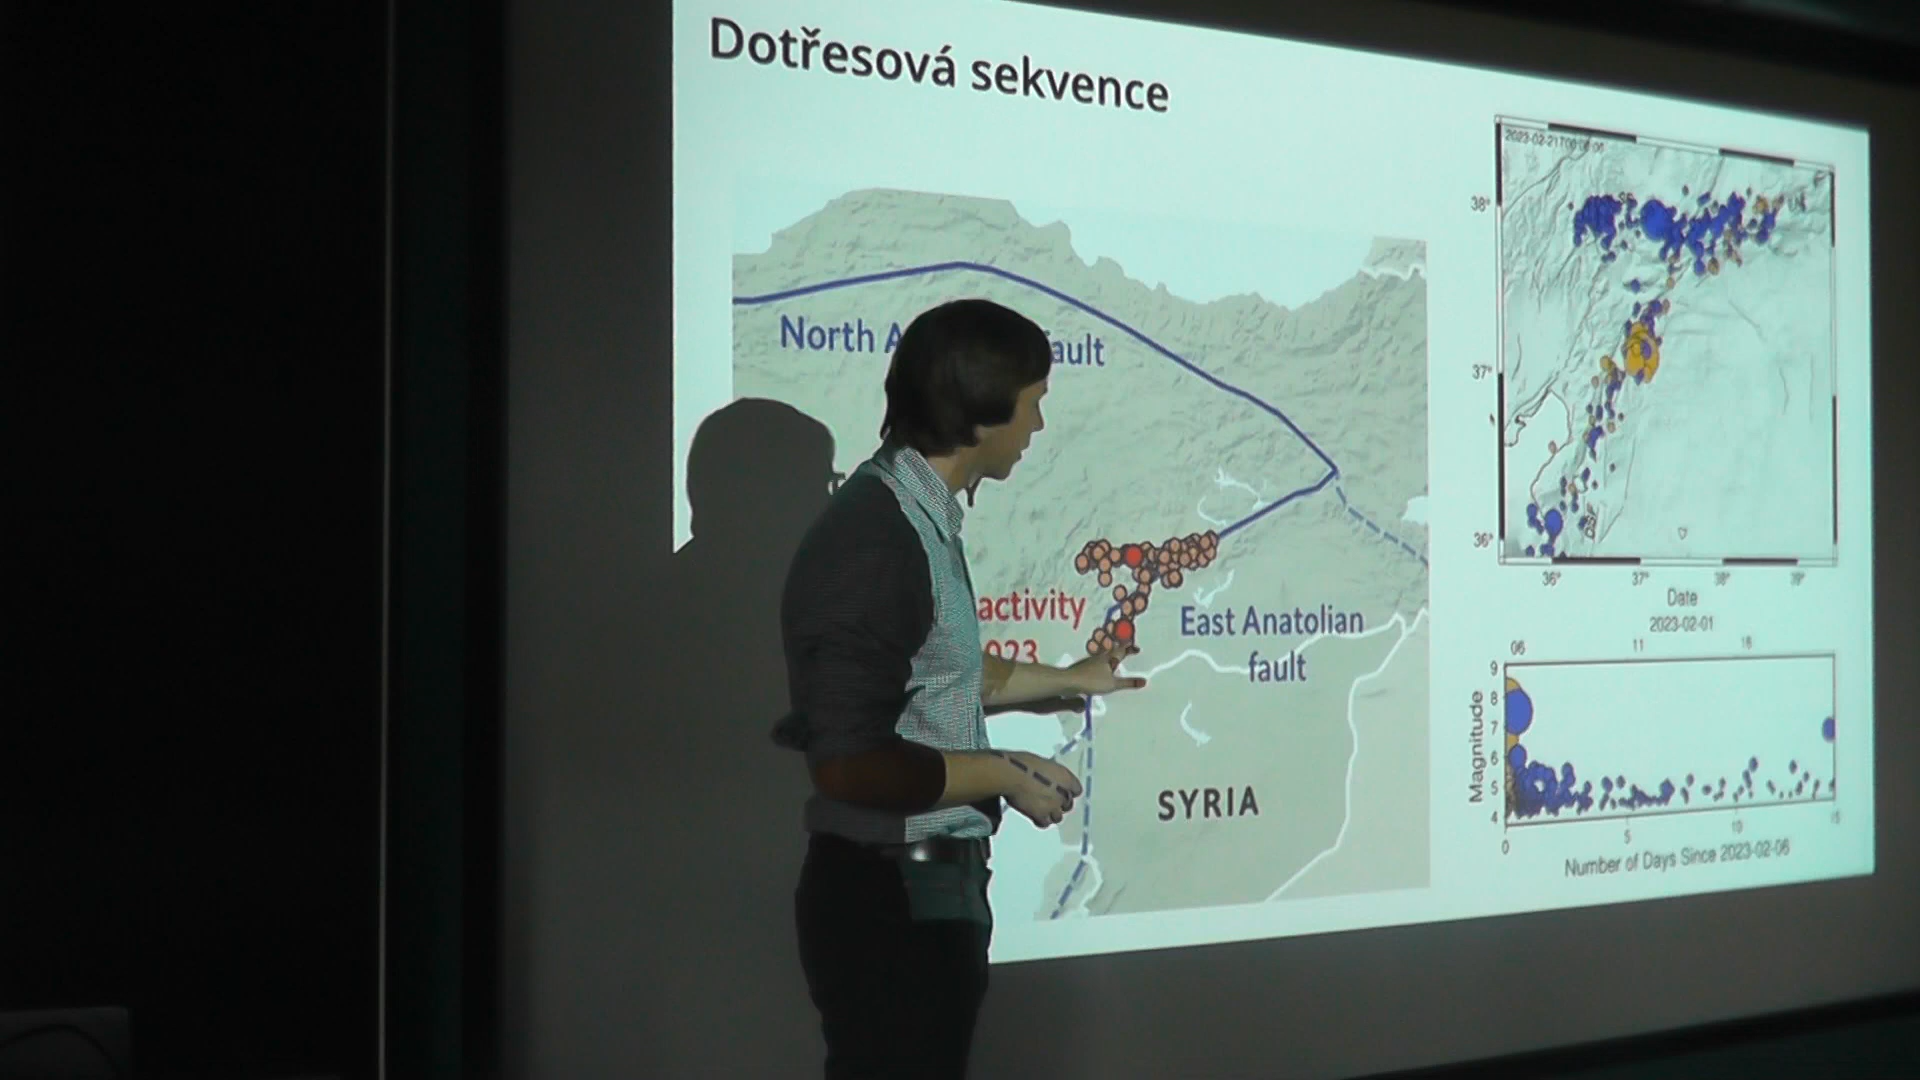 Dotřesová sekvence
North A ault
activity
023
East Anatolian
fault
SYRIA
38°
37°
36°
36° 37° 38° 39°
Date
2023-02-01
06 11 16
Magnitude
9
8
7
6
5
4
0 5 10 15
Number of Days Since 2023-02-06